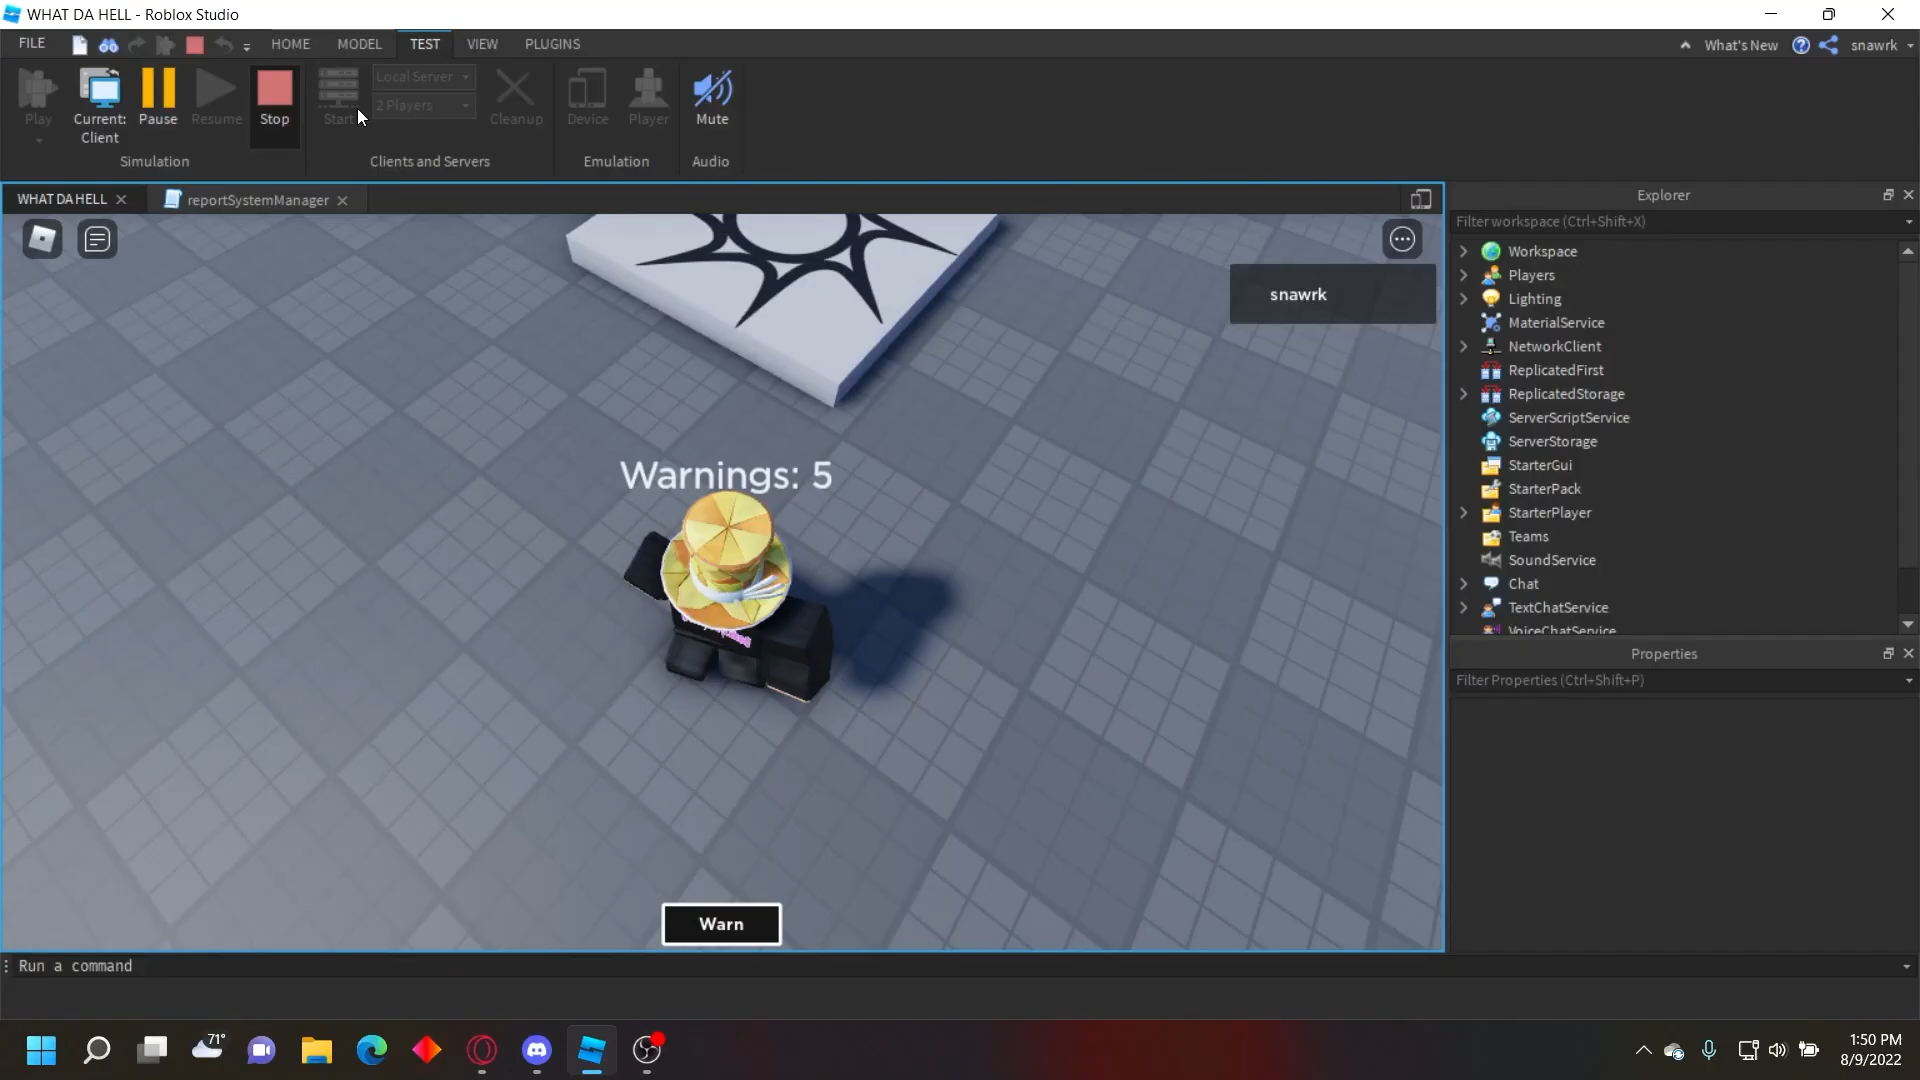 WHAT DA HELL - Roblox Studio
FILE
HOME
MODEL
TEST
VIEW
PLUGINS
What's New
snawrk
Play
Current:
Client
Pause
Resume
Stop
Simulation
Start
Local Server
2 Players
Cleanup
Clients and Servers
Device
Player
Emulation
Mute
Audio
WHAT DA HELL
reportSystemManager
snawrk
Warnings: 5
Warn
Explorer
Filter workspace (Ctrl+Shift+X)
Workspace
Players
Lighting
MaterialService
NetworkClient
ReplicatedFirst
ReplicatedStorage
ServerScriptService
ServerStorage
StarterGui
StarterPack
StarterPlayer
Teams
SoundService
Chat
TextChatService
VoiceChatService
Properties
Filter Properties (Ctrl+Shift+P)
Run a command
71°
1:50 PM
8/9/2022